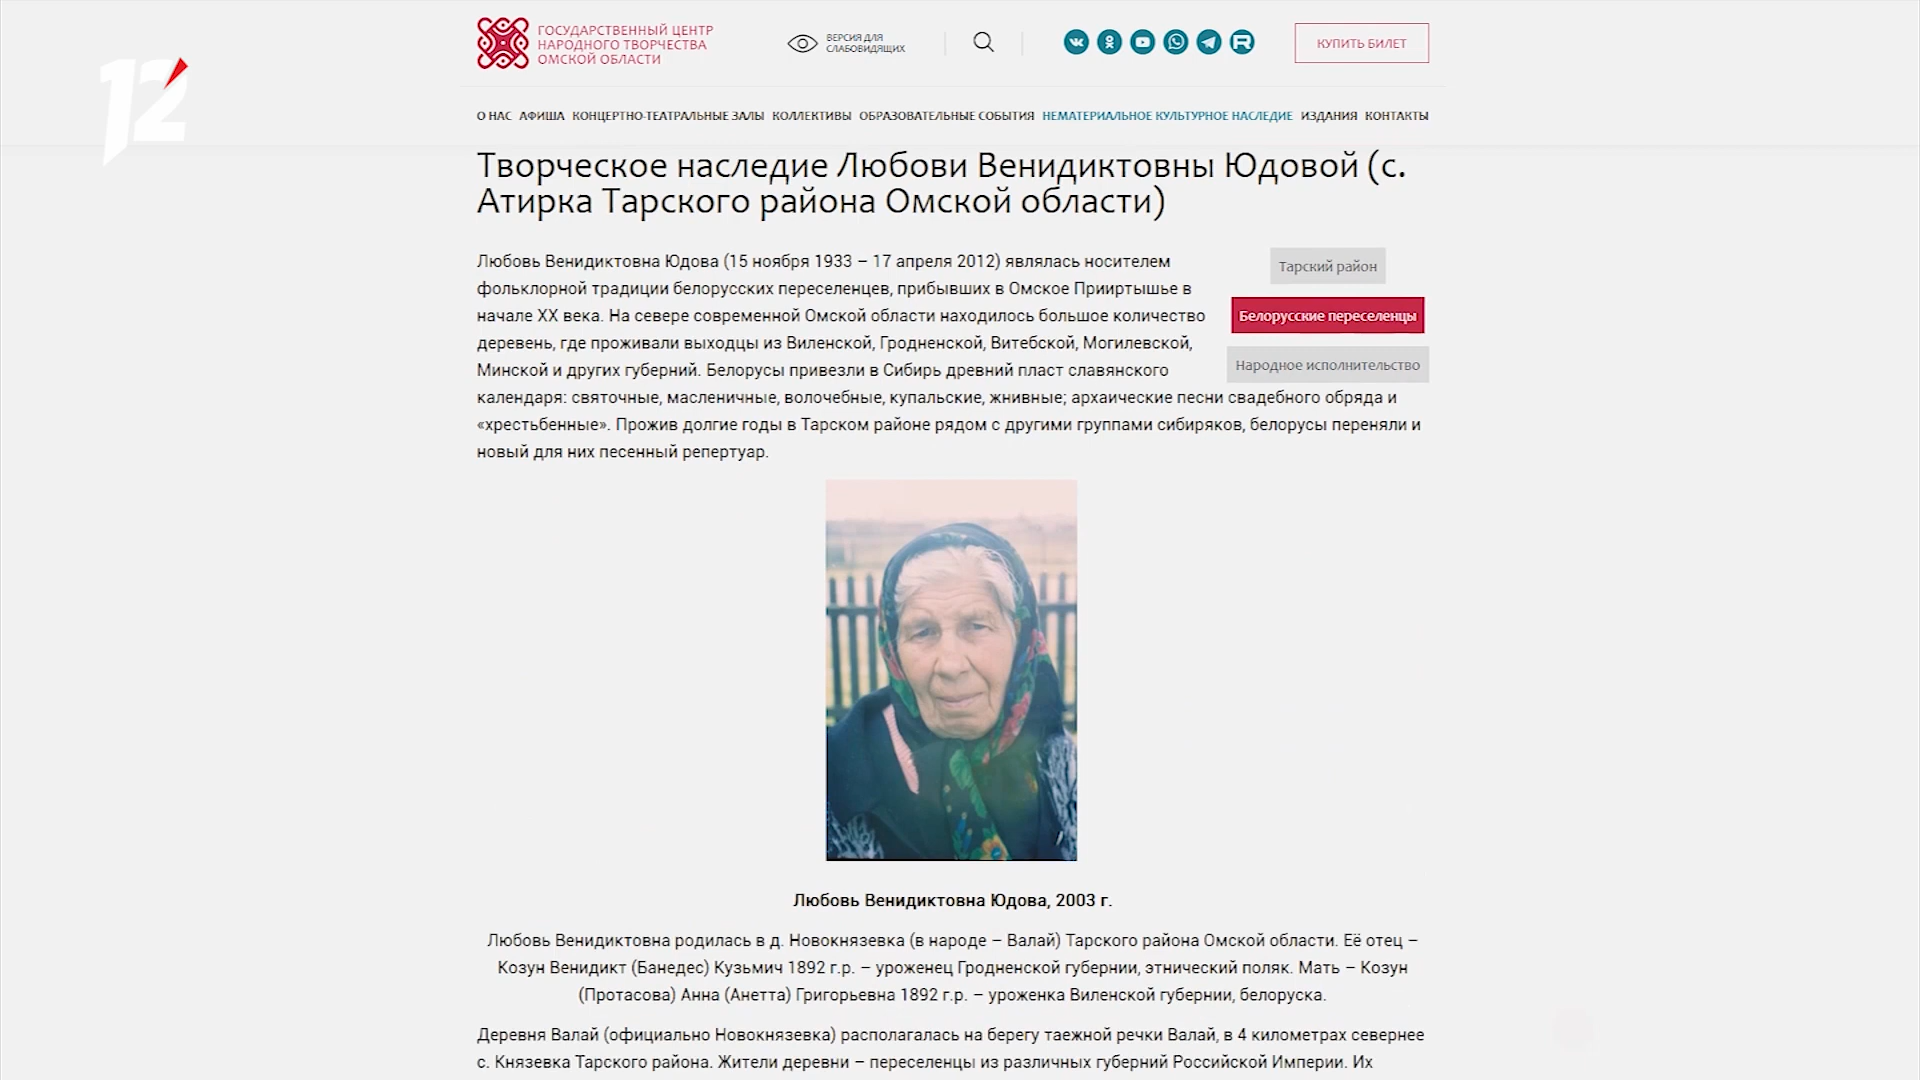 12
ГОСУДАРСТВЕННЫЙ ЦЕНТР
НАРОДНОГО ТВОРЧЕСТВА
ОМСКОЙ ОБЛАСТИ
ВЕРСИЯ ДЛЯ
СЛАБОВИДЯЩИХ
КУПИТЬ БИЛЕТ
О НАС АФИША КОНЦЕРТНО-ТЕАТРАЛЬНЫЕ ЗАЛЫ КОЛЛЕКТИВЫ ОБРАЗОВАТЕЛЬНЫЕ СОБЫТИЯ НЕМАТЕРИАЛЬНОЕ КУЛЬТУРНОЕ НАСЛЕДИЕ ИЗДАНИЯ КОНТАКТЫ
Творческое наследие Любови Венидиктовны Юдовой (с.
Атирка Тарского района Омской области)
Любовь Венидиктовна Юдова (15 ноября 1933 – 17 апреля 2012) являлась носителем
фольклорной традиции белорусских переселенцев, прибывших в Омское Прииртышье в
начале XX века. На севере современной Омской области находилось большое количество
деревень, где проживали выходцы из Виленской, Гродненской, Витебской, Могилевской,
Минской и других губерний. Белорусы привезли в Сибирь древний пласт славянского
календаря: святочные, масленичные, волочебные, купальские, жнивные; архаические песни свадебного обряда и
«хрестьбенные». Прожив долгие годы в Тарском районе рядом с другими группами сибиряков, белорусы переняли и
новый для них песенный репертуар.
Тарский район
Белорусские переселенцы
Народное исполнительство
Любовь Венидиктовна Юдова, 2003 г.
Любовь Венидиктовна родилась в д. Новокнязевка (в народе – Валай) Тарского района Омской области. Её отец –
Козун Венидикт (Банедес) Кузьмич 1892 г.р. – уроженец Гродненской губернии, этнический поляк. Мать – Козун
(Протасова) Анна (Анетта) Григорьевна 1892 г.р. – уроженка Виленской губернии, белоруска.
Деревня Валай (официально Новокнязевка) располагалась на берегу таежной речки Валай, в 4 километрах севернее
с. Князевка Тарского района. Жители деревни – переселенцы из различных губерний Российской Империи. Их